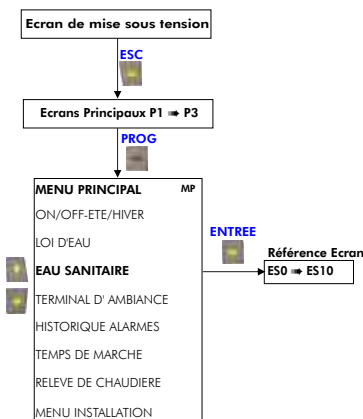 Ecran de mise sous tension
ESC
Ecrans Principaux P1 ➠ P3
PROG
MENU PRINCIPAL MP
ON/OFF-ETE/HIVER
LOI D'EAU
ENTREE
EAU SANITAIRE
Référence Ecran
ES0 ➠ ES10
TERMINAL D' AMBIANCE
HISTORIQUE ALARMES
TEMPS DE MARCHE
RELEVE DE CHAUDIERE
MENU INSTALLATION